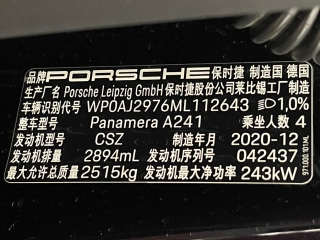 品牌 PORSCHE 保时捷 制造国 德国
生产厂名 Porsche Leipzig GmbH 保时捷股份公司莱比锡工厂制造
车辆识别代号 WP0AJ2976ML112643 1,0%
整车型号 Panamera A241 乘坐人数 4
发动机型号 CSZ 制造年月 2020-12
发动机排量 2894mL 发动机序列号 042437
最大允许总质量 2515kg 发动机最大净功率 243kW
971.000.101.ML